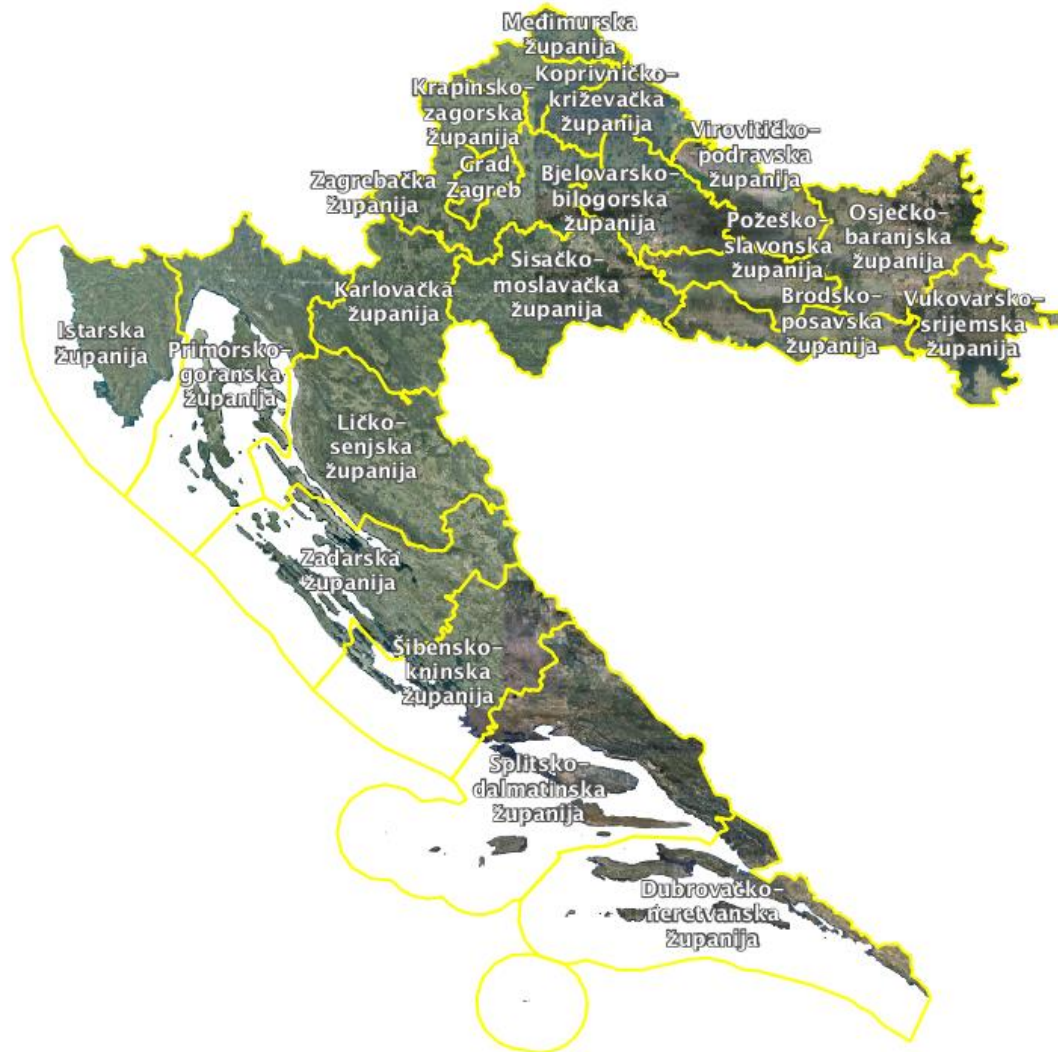 Međimurska
županija
Koprivničko-
križevačka
županija
Krapinsko-
zagorska
županija
Virovitičko-
podravska
županija
Grad
Zagreb
Zagrebačka
županija
Bjelovarsko-
bilogorska
županija
Požeško-
slavonska
županija
Osječko-
baranjska
županija
Sisačko-
moslavačka
županija
Karlovačka
županija
Brodsko-
posavska
županija
Vukovarsko-
srijemska
županija
Istarska
županija
Primorsko-
goranska
županija
Ličko-
senjska
županija
Zadarska
županija
Šibensko-
kninska
županija
Splitsko-
dalmatinska
županija
Dubrovačko-
neretvanska
županija